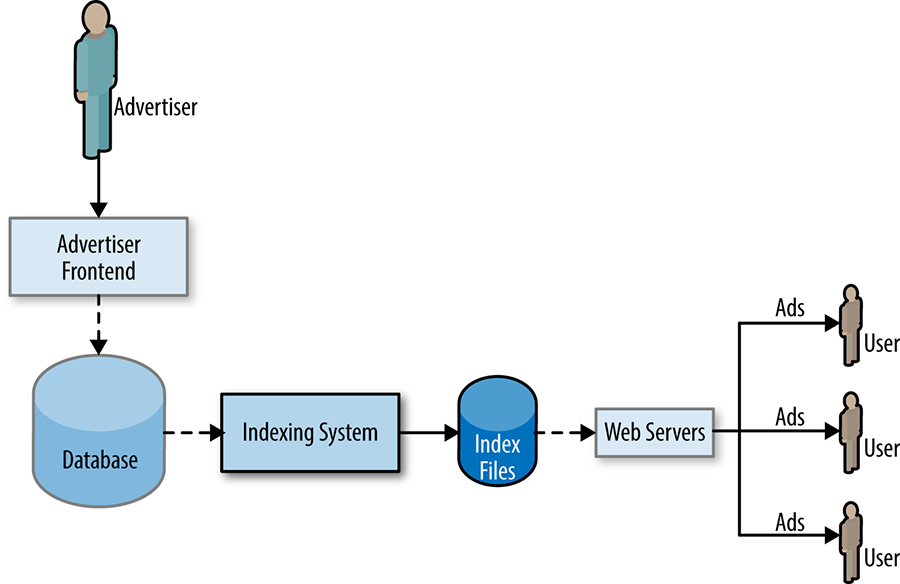 Advertiser
Advertiser
Frontend
Database
Indexing System
Index
Files
Web Servers
Ads
User
Ads
User
Ads
User